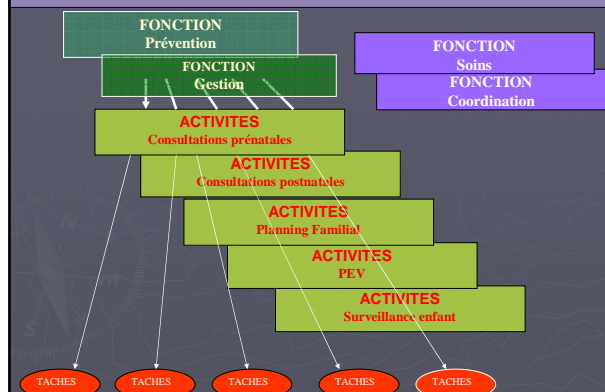 FONCTION
Prévention
FONCTION
Gestion
FONCTION
Soins
FONCTION
Coordination
ACTIVITES
Consultations prénatales
ACTIVITES
Consultations postnatales
ACTIVITES
Planning Familial
ACTIVITES
PEV
ACTIVITES
Surveillance enfant
TACHES
TACHES
TACHES
TACHES
TACHES